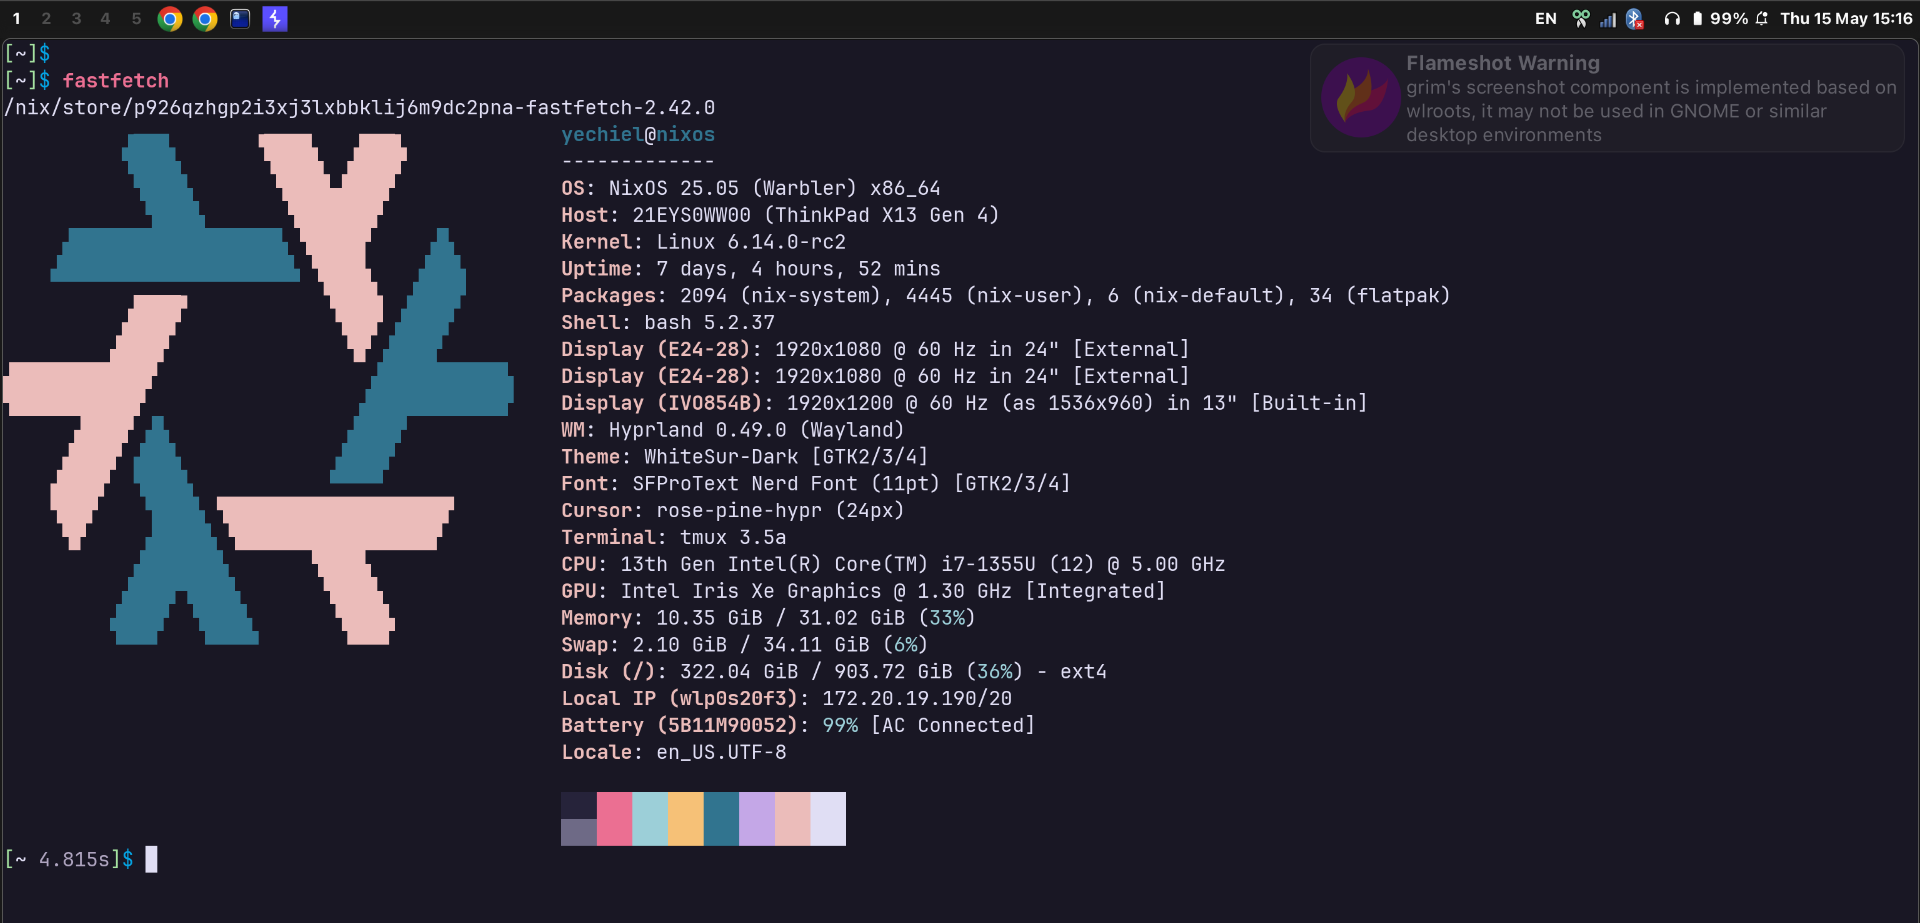 1 2 3 4 5 EN 99% Thu 15 May 15:16
[~]$
[~]$ fastfetch
/nix/store/p926qzhgp2i3xj3lxbbklij6m9dc2pna-fastfetch-2.42.0
Flameshot Warning
grim's screenshot component is implemented based on
wlroots, it may not be used in GNOME or similar
desktop environments
yechiel@nixos
-------------
OS: NixOS 25.05 (Warbler) x86_64
Host: 21EYS0WW00 (ThinkPad X13 Gen 4)
Kernel: Linux 6.14.0-rc2
Uptime: 7 days, 4 hours, 52 mins
Packages: 2094 (nix-system), 4445 (nix-user), 6 (nix-default), 34 (flatpak)
Shell: bash 5.2.37
Display (E24-28): 1920x1080 @ 60 Hz in 24" [External]
Display (E24-28): 1920x1080 @ 60 Hz in 24" [External]
Display (IVO854B): 1920x1200 @ 60 Hz (as 1536x960) in 13" [Built-in]
WM: Hyprland 0.49.0 (Wayland)
Theme: WhiteSur-Dark [GTK2/3/4]
Font: SFProText Nerd Font (11pt) [GTK2/3/4]
Cursor: rose-pine-hypr (24px)
Terminal: tmux 3.5a
CPU: 13th Gen Intel(R) Core(TM) i7-1355U (12) @ 5.00 GHz
GPU: Intel Iris Xe Graphics @ 1.30 GHz [Integrated]
Memory: 10.35 GiB / 31.02 GiB (33%)
Swap: 2.10 GiB / 34.11 GiB (6%)
Disk (/): 322.04 GiB / 903.72 GiB (36%) - ext4
Local IP (wlp0s20f3): 172.20.19.190/20
Battery (5B11M90052): 99% [AC Connected]
Locale: en_US.UTF-8
[~ 4.815s]$